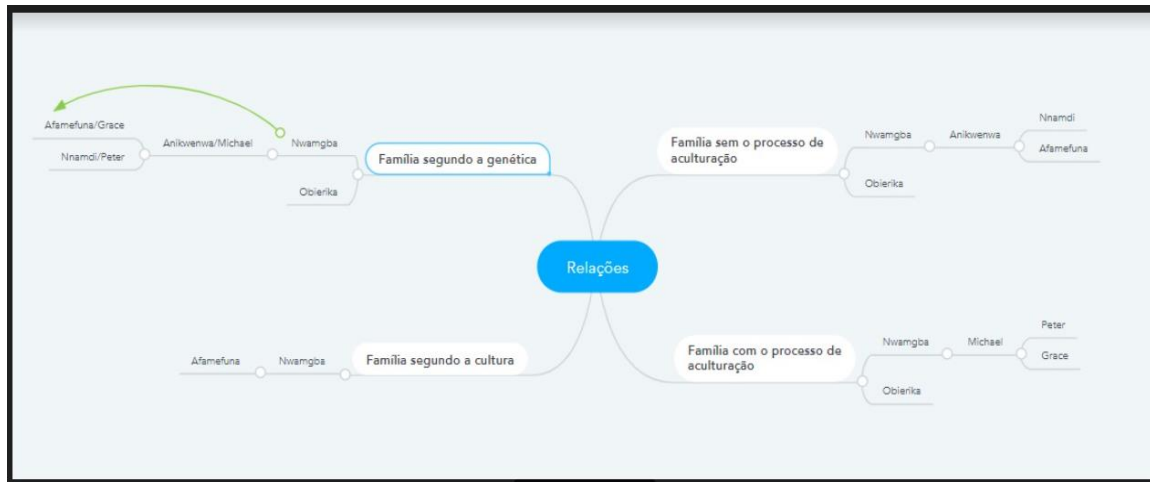 Afamefuna/Grace
Nnamdi/Peter
Anikwenwa/Michael
Nwamgba
Obierika
Família segundo a genética
Família sem o processo de
aculturação
Nwamgba
Anikwenwa
Nnamdi
Afamefuna
Obierika
Relações
Afamefuna
Nwamgba
Família segundo a cultura
Família com o processo de
aculturação
Nwamgba
Michael
Peter
Grace
Obierika